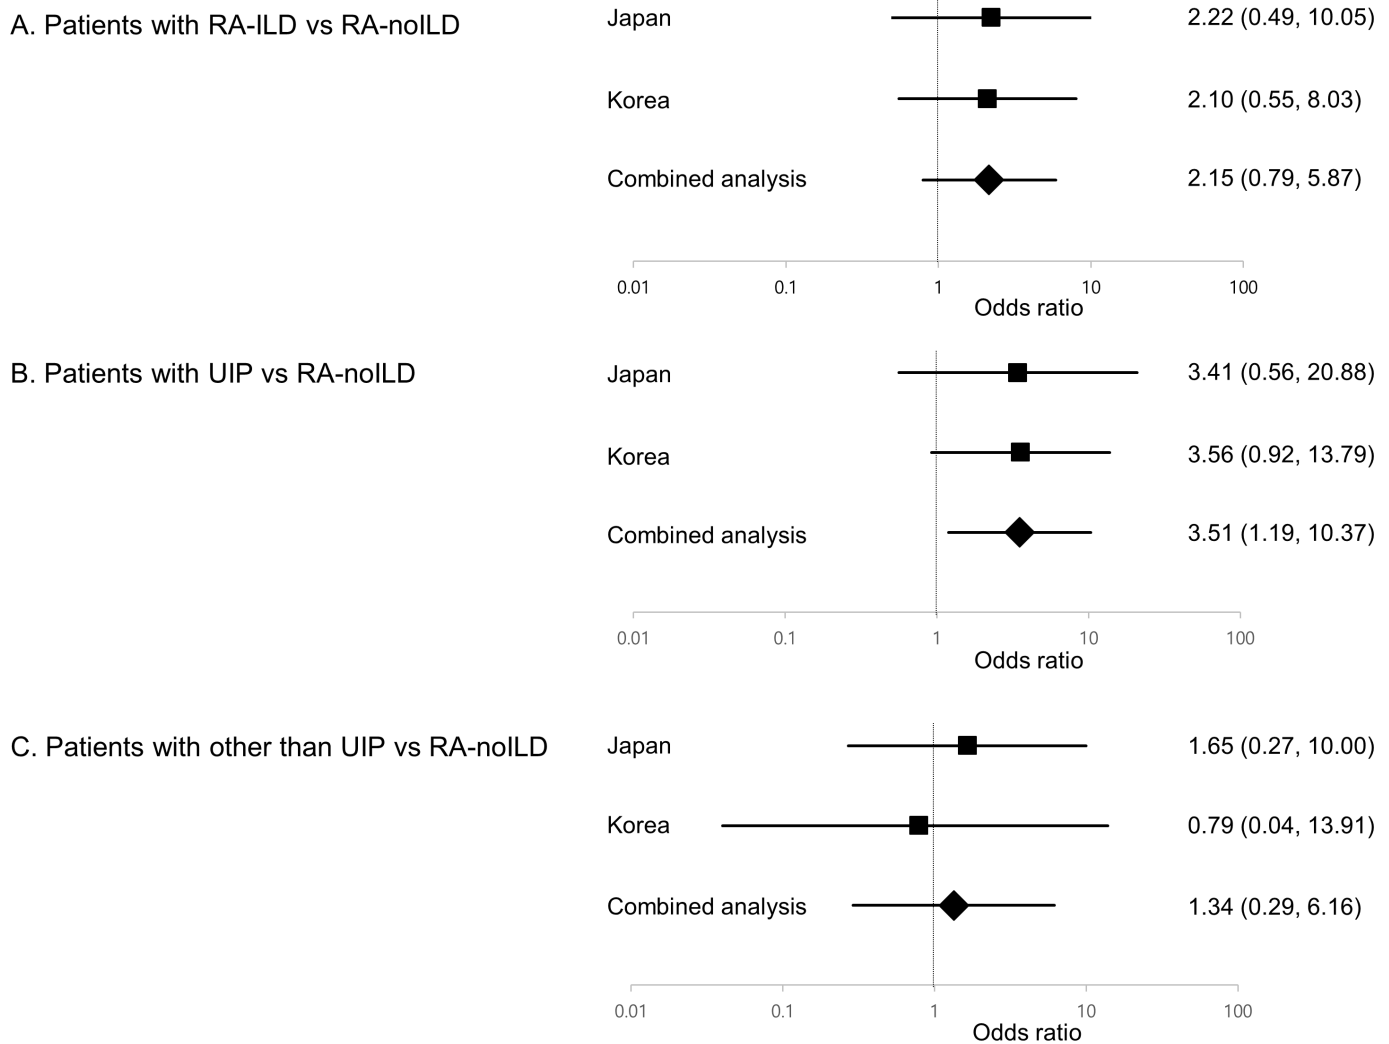 A. Patients with RA-ILD vs RA-noILD
Japan 2.22 (0.49, 10.05)
Korea 2.10 (0.55, 8.03)
Combined analysis 2.15 (0.79, 5.87)
0.01 0.1 1 10 100
Odds ratio
B. Patients with UIP vs RA-noILD
Japan 3.41 (0.56, 20.88)
Korea 3.56 (0.92, 13.79)
Combined analysis 3.51 (1.19, 10.37)
0.01 0.1 1 10 100
Odds ratio
C. Patients with other than UIP vs RA-noILD
Japan 1.65 (0.27, 10.00)
Korea 0.79 (0.04, 13.91)
Combined analysis 1.34 (0.29, 6.16)
0.01 0.1 1 10 100
Odds ratio